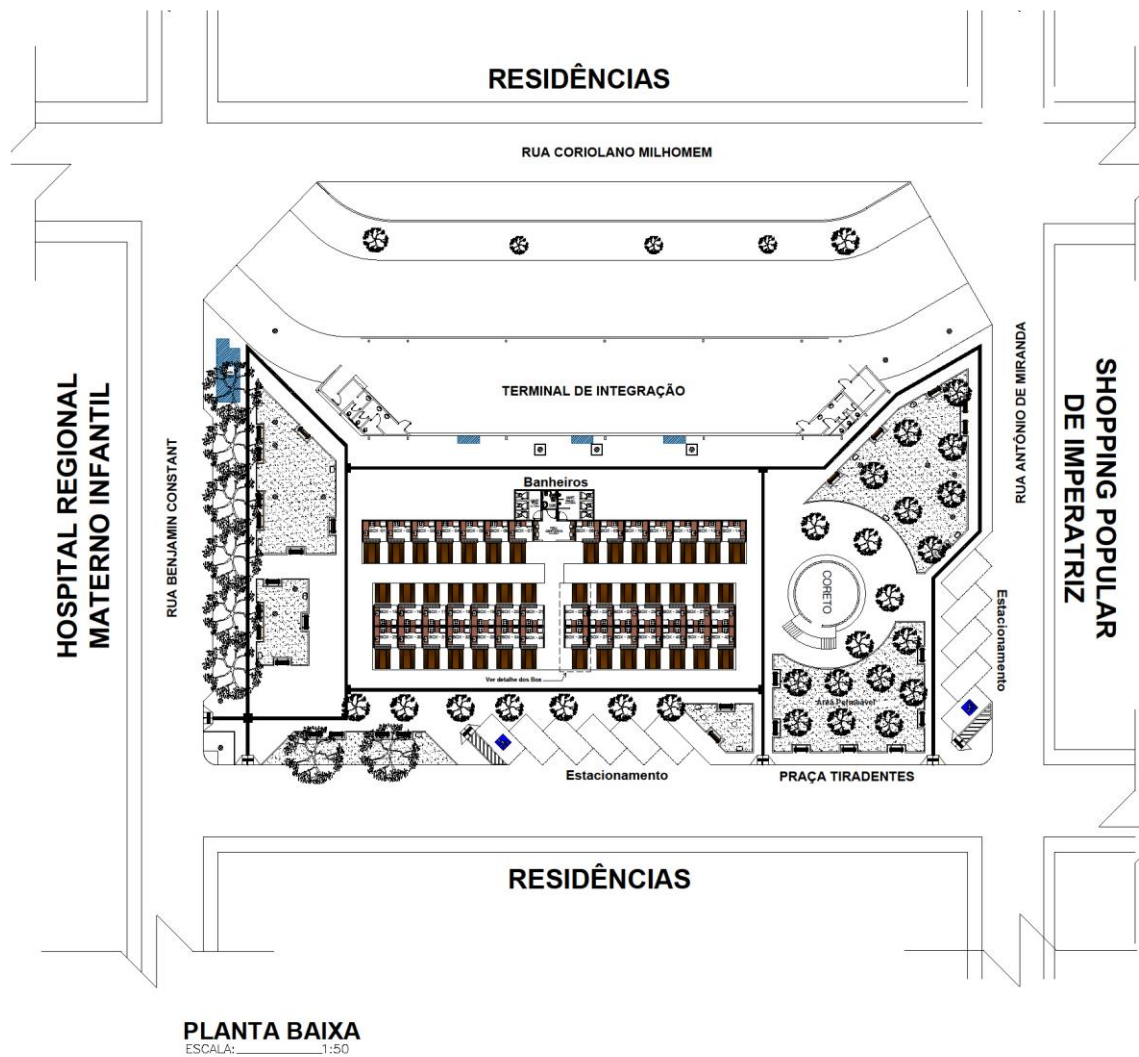 RESIDÊNCIAS
RUA CORIOLANO MILHOMEM
HOSPITAL REGIONAL
MATERNO INFANTIL
RUA BENJAMIN CONSTANT
TERMINAL DE INTEGRAÇÃO
RUA ANTÔNIO DE MIRANDA
SHOPPING POPULAR
DE IMPERATRIZ
Banheiros
CORETO
Estacionamento
Ver detalhe dos Box
Área Permeável
Estacionamento
PRAÇA TIRADENTES
RESIDÊNCIAS
PLANTA BAIXA
ESCALA: 1:50